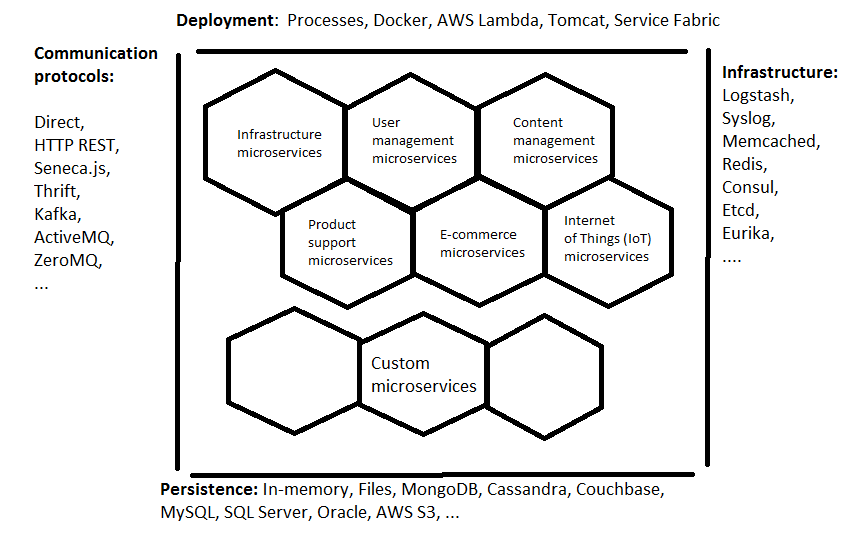 Deployment: Processes, Docker, AWS Lambda, Tomcat, Service Fabric
Communication
protocols:
Direct,
HTTP REST,
Seneca.js,
Thrift,
Kafka,
ActiveMQ,
ZeroMQ,
...
Infrastructure
microservices
User
management
microservices
Content
management
microservices
Product
support
microservices
E-commerce
microservices
Internet
of Things (IoT)
microservices
Custom
microservices
Infrastructure:
Logstash,
Syslog,
Memcached,
Redis,
Consul,
Etcd,
Eurika,
....
Persistence: In-memory, Files, MongoDB, Cassandra, Couchbase,
MySQL, SQL Server, Oracle, AWS S3, ...